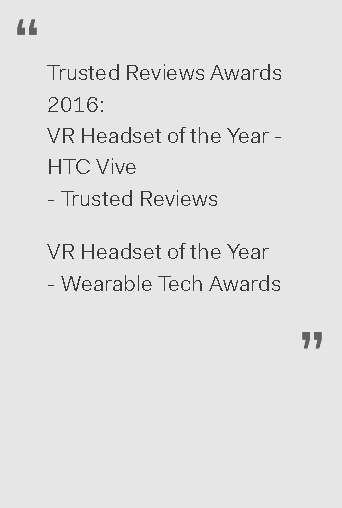 “
Trusted Reviews Awards
2016:
VR Headset of the Year -
HTC Vive
- Trusted Reviews
VR Headset of the Year
- Wearable Tech Awards
”